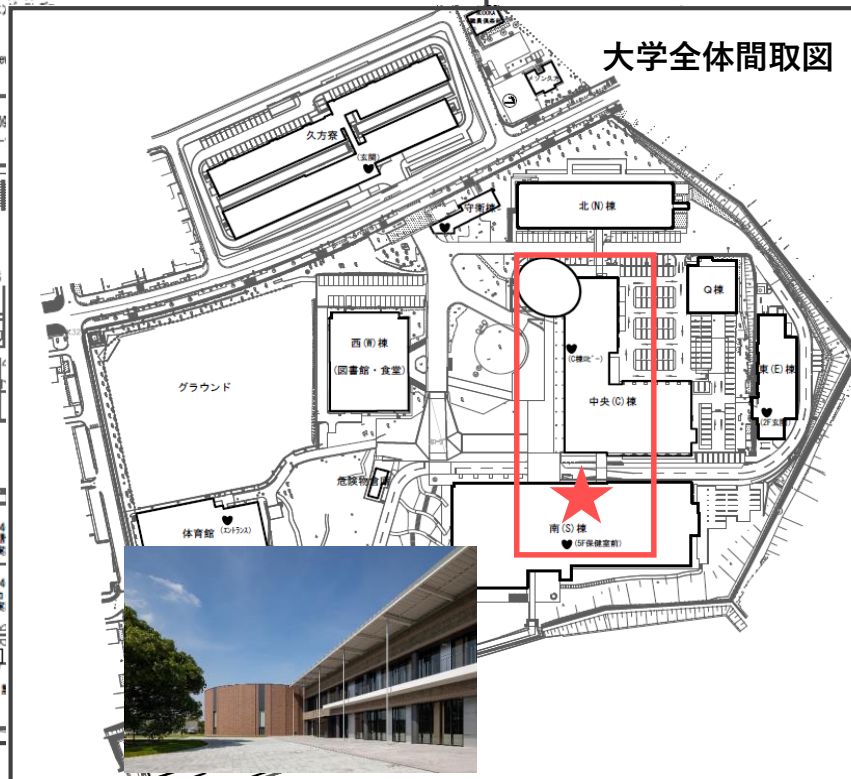 大学全体間取図
久方寮
(玄関)
守衛棟
北(N)棟
Q棟
西(W)棟
(図書館・食堂)
(C棟ロビー)
東(E)棟
(2F玄関)
中央(C)棟
グラウンド
危険物倉庫
体育館
(エントランス)
南(S)棟
(5F保健室前)